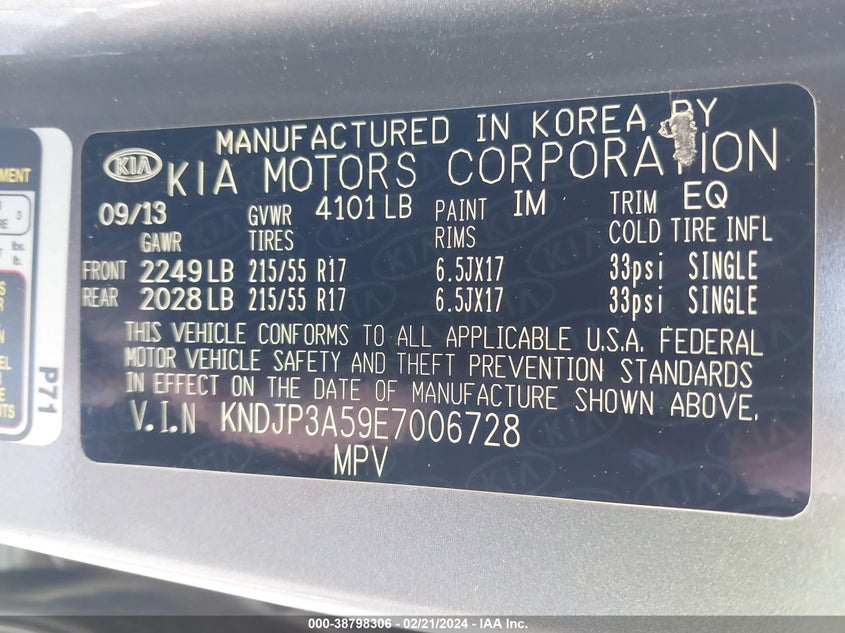 MANUFACTURED IN KOREA BY
KIA KIA MOTORS CORPORATION
09/13 GVWR 4101 LB PAINT IM TRIM EQ
GAWR TIRES RIMS COLD TIRE INFL
FRONT 2249 LB 215/55 R17 6.5JX17 33psi SINGLE
REAR 2028 LB 215/55 R17 6.5JX17 33psi SINGLE
THIS VEHICLE CONFORMS TO ALL APPLICABLE U.S.A. FEDERAL
MOTOR VEHICLE SAFETY AND THEFT PREVENTION STANDARDS
IN EFFECT ON THE DATE OF MANUFACTURE SHOWN ABOVE.
V.I.N KNDJP3A59E7006728
MPV
P71
000-38798306 - 02/21/2024 - IAA Inc.